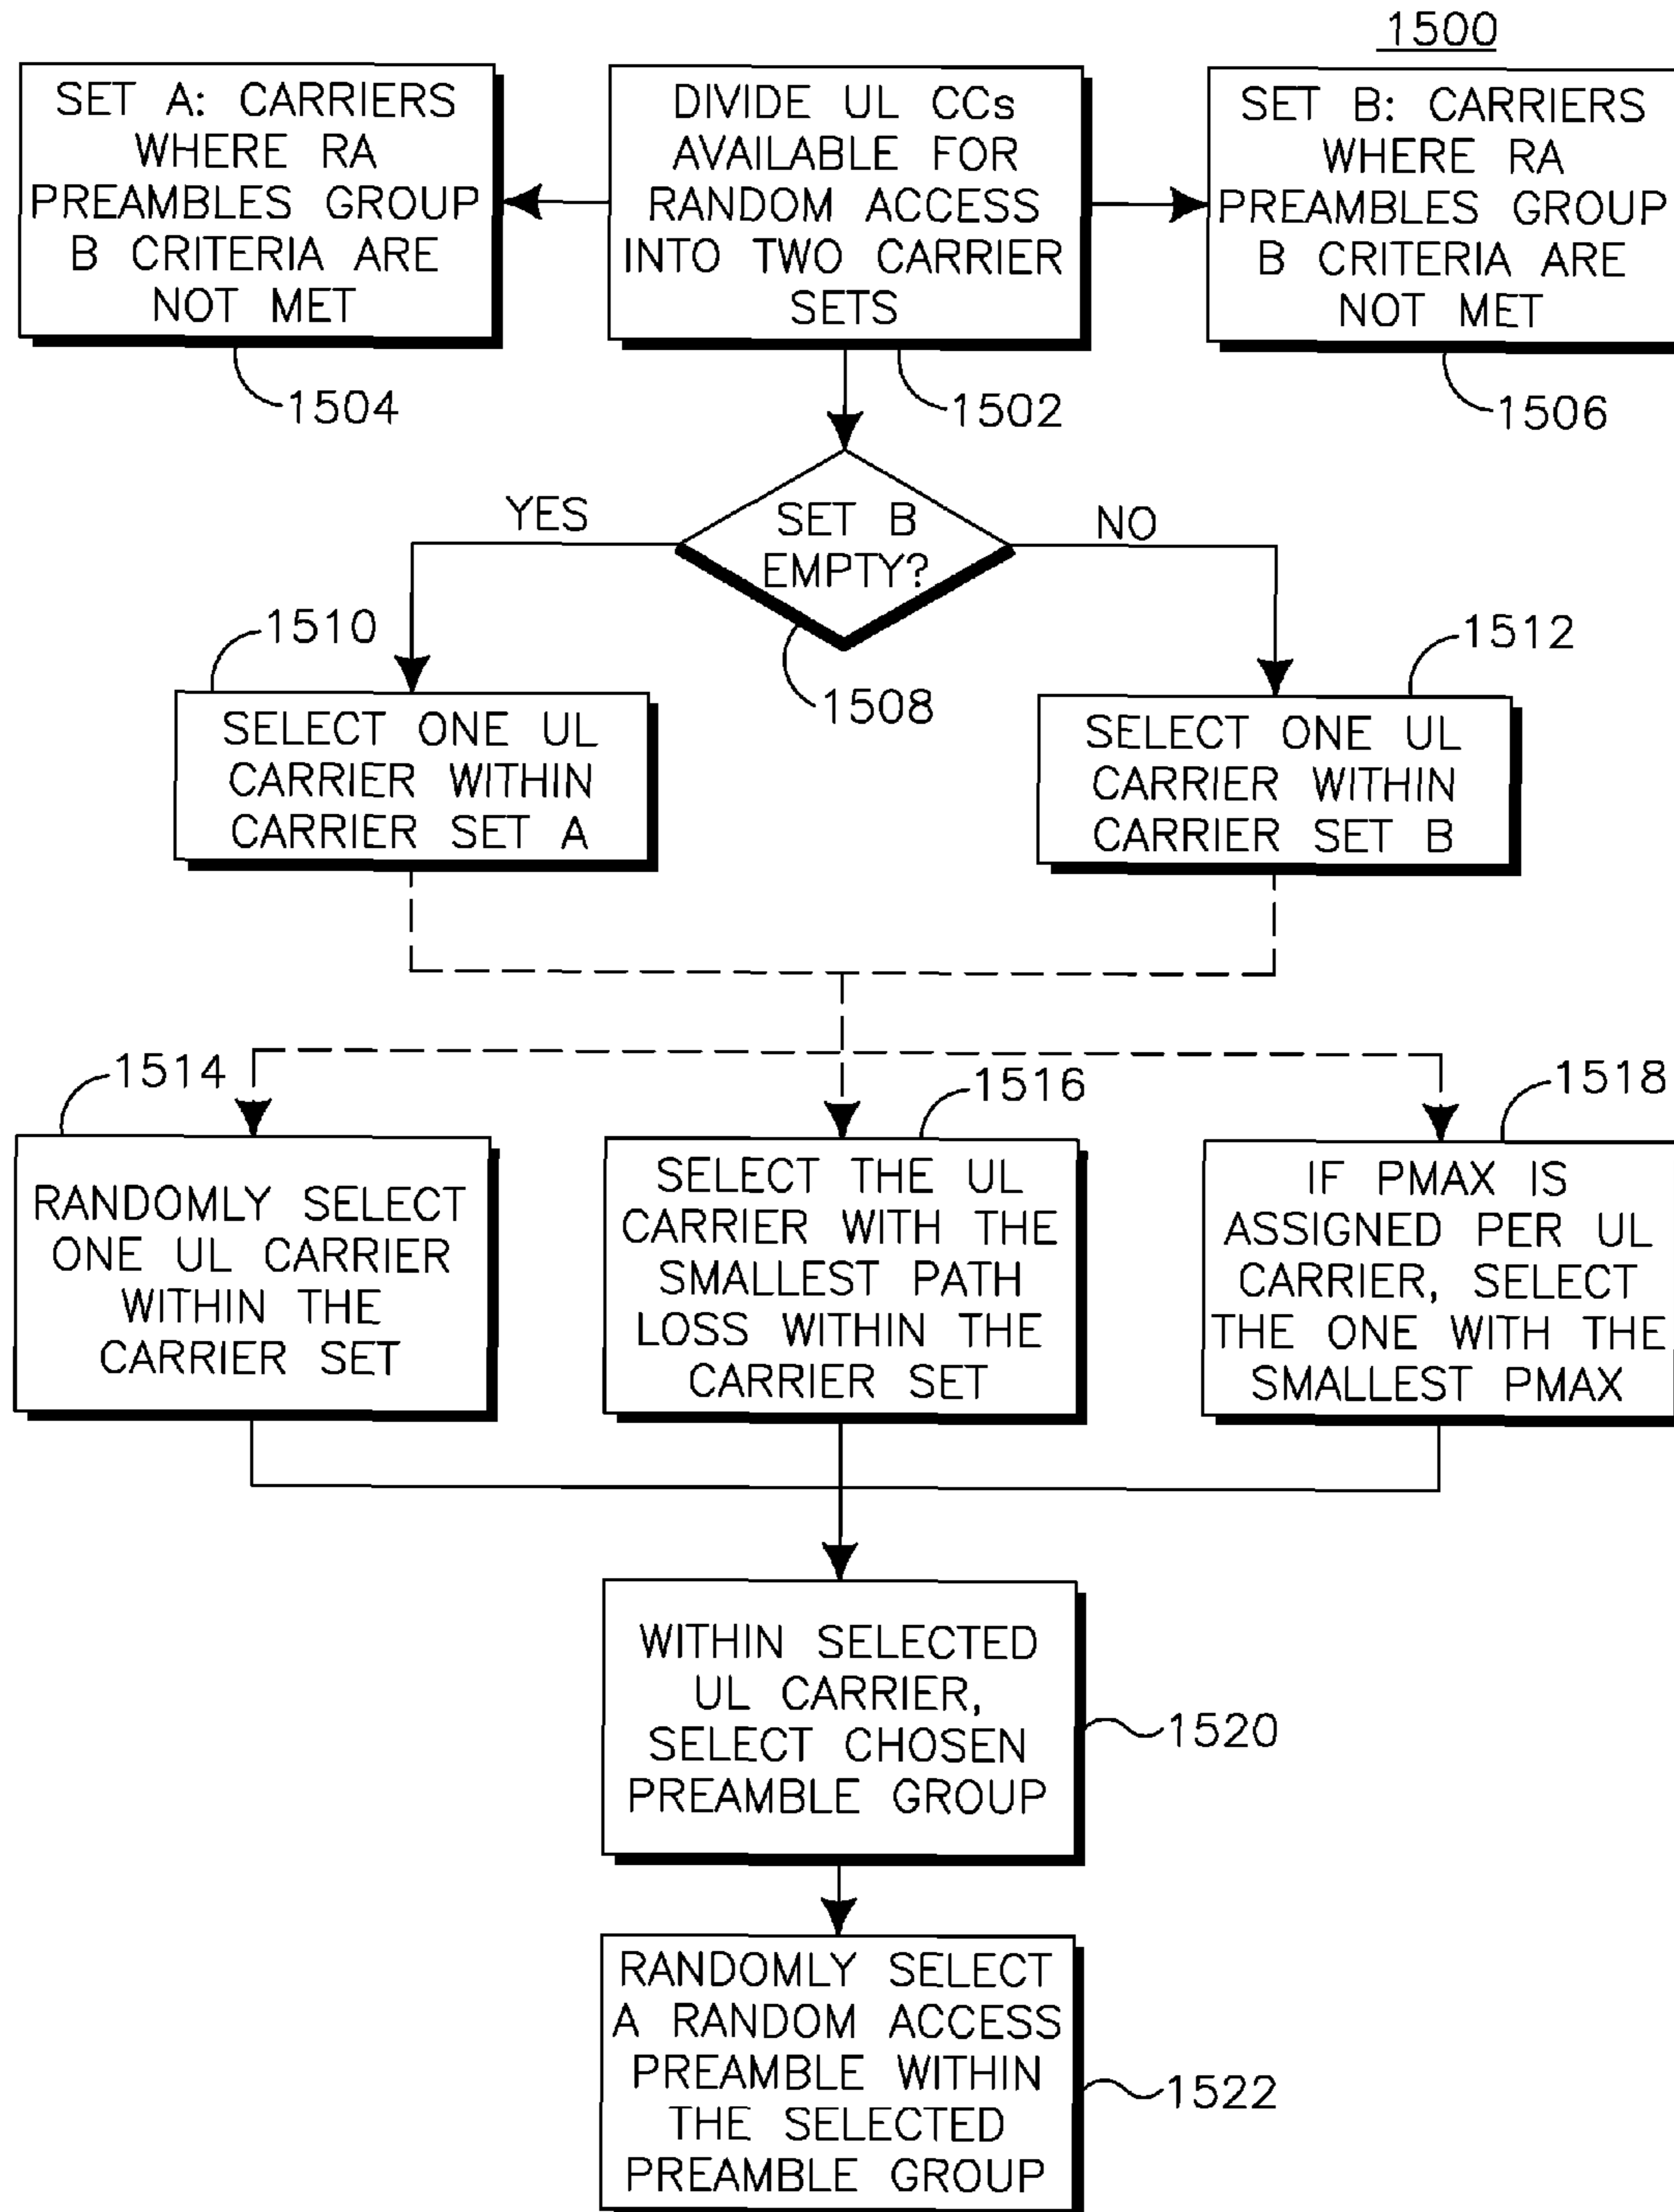 1500
SET A: CARRIERS
WHERE RA
PREAMBLES GROUP
B CRITERIA ARE
NOT MET
1504
DIVIDE UL CCs
AVAILABLE FOR
RANDOM ACCESS
INTO TWO CARRIER
SETS
1502
SET B: CARRIERS
WHERE RA
PREAMBLES GROUP
B CRITERIA ARE
NOT MET
1506
YES
SET B
EMPTY?
NO
1508
1510
SELECT ONE UL
CARRIER WITHIN
CARRIER SET A
1512
SELECT ONE UL
CARRIER WITHIN
CARRIER SET B
1514
RANDOMLY SELECT
ONE UL CARRIER
WITHIN THE
CARRIER SET
1516
SELECT THE UL
CARRIER WITH THE
SMALLEST PATH
LOSS WITHIN THE
CARRIER SET
1518
IF PMAX IS
ASSIGNED PER UL
CARRIER, SELECT
THE ONE WITH THE
SMALLEST PMAX
WITHIN SELECTED
UL CARRIER,
SELECT CHOSEN
PREAMBLE GROUP
1520
RANDOMLY SELECT
A RANDOM ACCESS
PREAMBLE WITHIN
THE SELECTED
PREAMBLE GROUP
1522